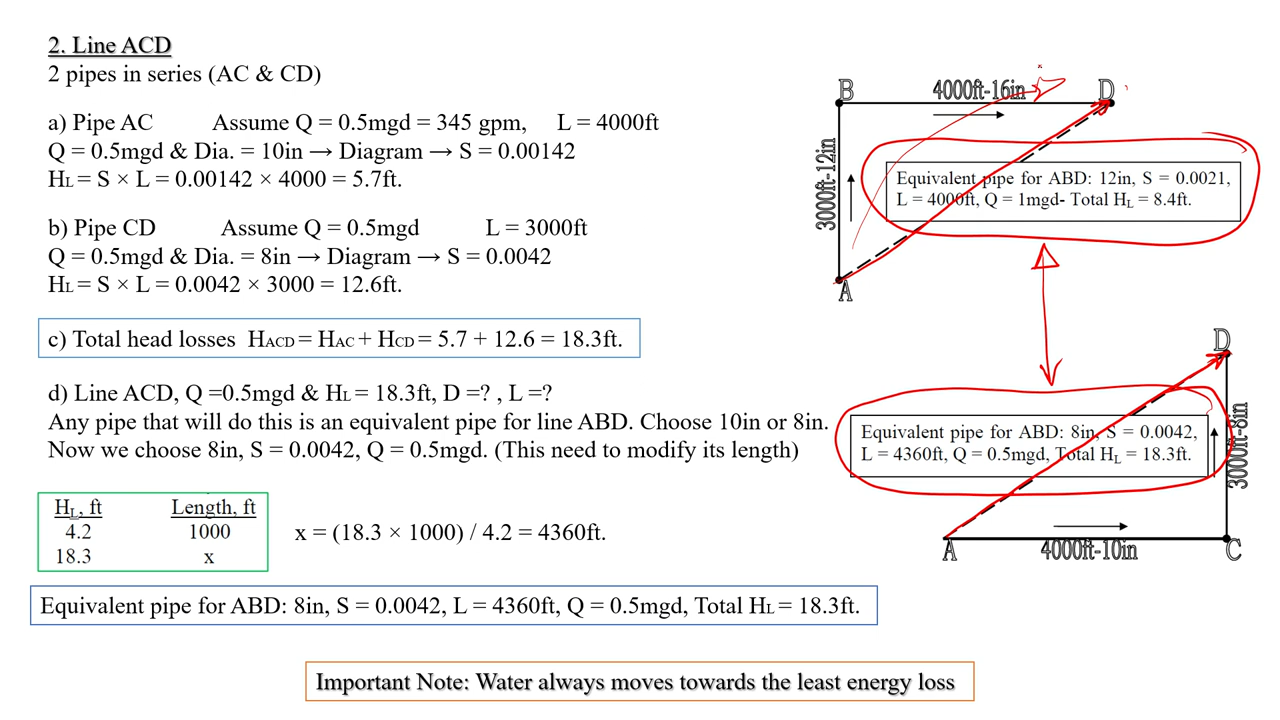 2. Line ACD
2 pipes in series (AC & CD)
a) Pipe AC Assume Q = 0.5mgd = 345 gpm, L = 4000ft
Q = 0.5mgd & Dia. = 10in → Diagram → S = 0.00142
HL = S × L = 0.00142 × 4000 = 5.7ft.
b) Pipe CD Assume Q = 0.5mgd L = 3000ft
Q = 0.5mgd & Dia. = 8in → Diagram → S = 0.0042
HL = S × L = 0.0042 × 3000 = 12.6ft.
c) Total head losses HACD = HAC + HCD = 5.7 + 12.6 = 18.3ft.
d) Line ACD, Q =0.5mgd & HL = 18.3ft, D =? , L =?
Any pipe that will do this is an equivalent pipe for line ABD. Choose 10in or 8in.
Now we choose 8in, S = 0.0042, Q = 0.5mgd. (This need to modify its length)
HL, ft Length, ft
4.2 1000
18.3 x
x = (18.3 × 1000) / 4.2 = 4360ft.
Equivalent pipe for ABD: 8in, S = 0.0042, L = 4360ft, Q = 0.5mgd, Total HL = 18.3ft.
Important Note: Water always moves towards the least energy loss
B
4000ft-16in
D
3000ft-12in
Equivalent pipe for ABD: 12in, S = 0.0021,
L = 4000ft, Q = 1mgd- Total HL = 8.4ft.
A
D
Equivalent pipe for ABD: 8in, S = 0.0042,
L = 4360ft, Q = 0.5mgd, Total HL = 18.3ft.
3000ft-8in
A
4000ft-10in
C